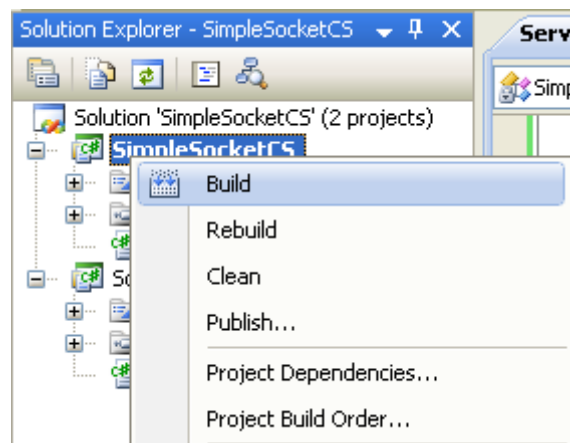 Solution Explorer - SimpleSocketCS
Serv
Simp
Solution 'SimpleSocketCS' (2 projects)
SimpleSocketCS
Build
Rebuild
Clean
So
Publish...
Project Dependencies...
Project Build Order...